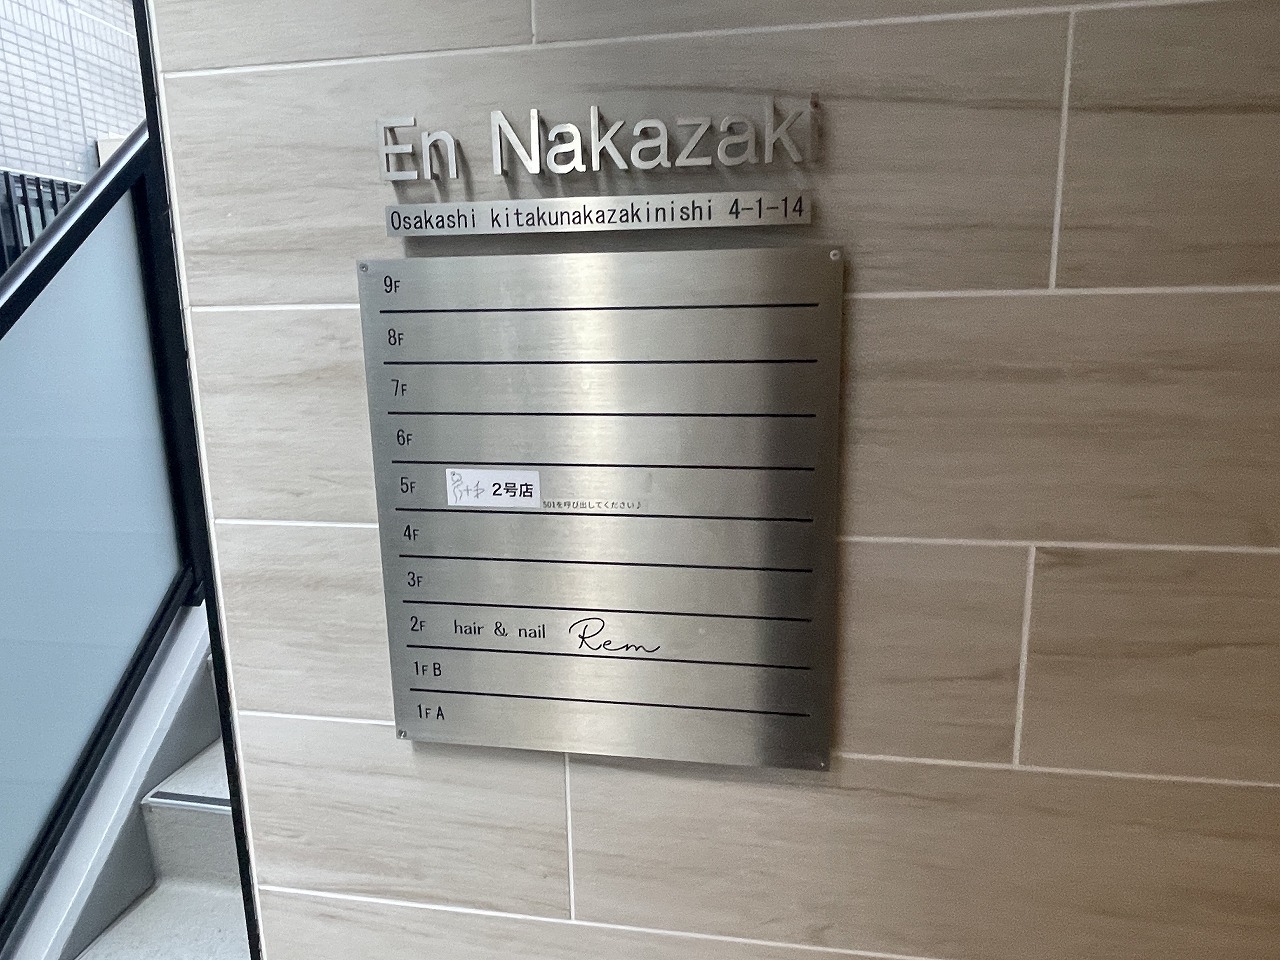 En Nakazaki
Osakashi kitakunakazakinishi 4-1-14
9F
8F
7F
6F
5F 2号店 501を呼び出してください♪
4F
3F
2F hair & nail Rem
1F B
1F A